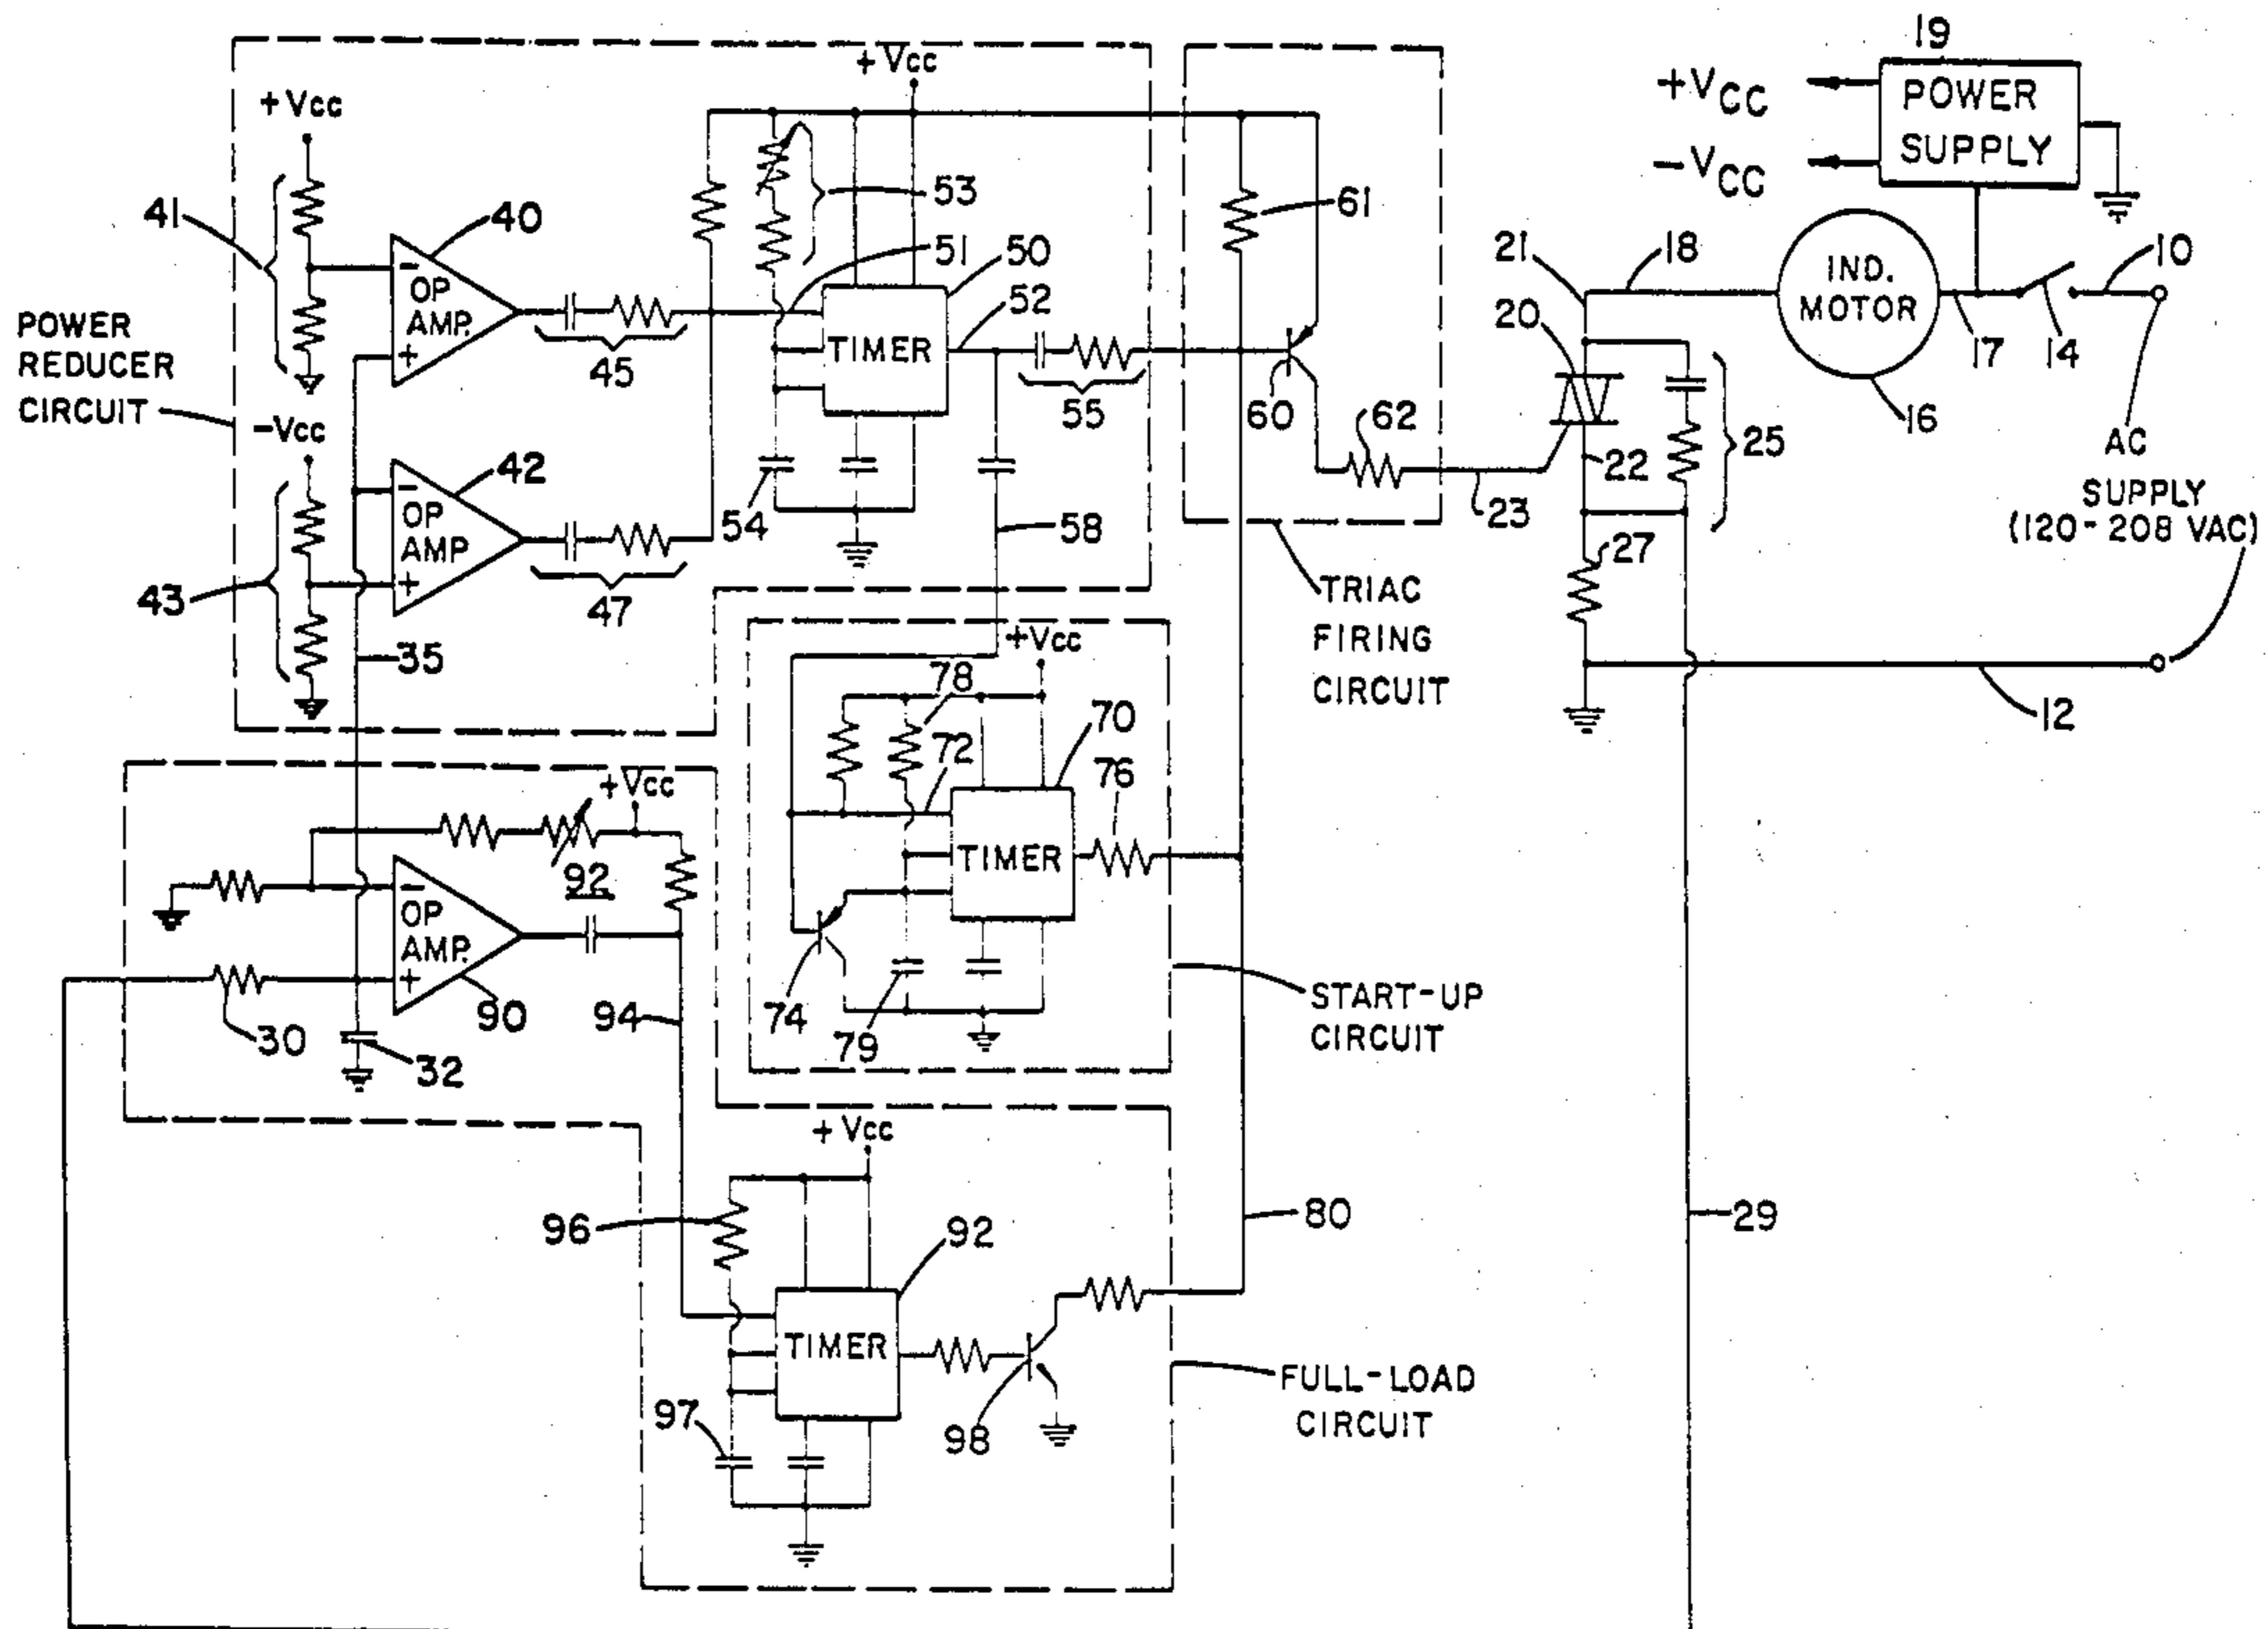 19
+Vcc
+VCC
-VCC
POWER
SUPPLY
+Vcc
41
40
OP
AMP.
-
+
53
51
50
52
TIMER
61
45
55
60
62
54
58
POWER
REDUCER
CIRCUIT
-Vcc
42
-
OP
AMP.
+
43
47
35
21
18
20
IND.
MOTOR
16
17
14
10
22
25
23
27
AC
SUPPLY
(120-208 VAC)
12
TRIAC
FIRING
CIRCUIT
+Vcc
78
72
70
76
TIMER
74
79
START-UP
CIRCUIT
+Vcc
92
-
OP
AMP.
+
90
30
32
94
+Vcc
96
92
TIMER
97
98
80
29
FULL-LOAD
CIRCUIT